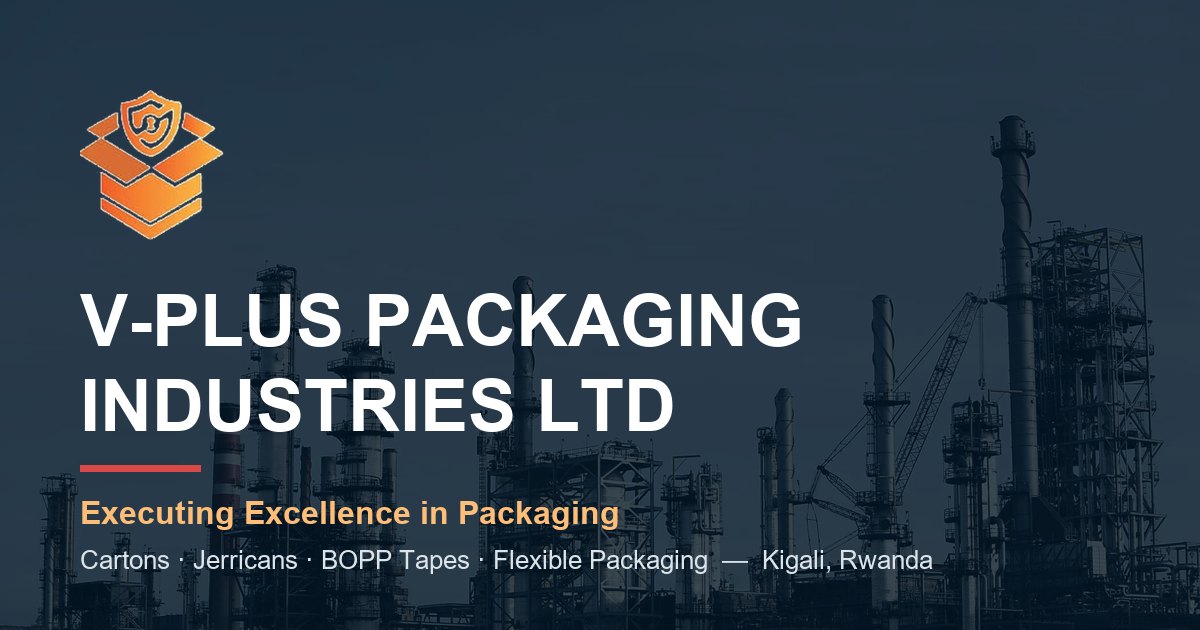 V-PLUS PACKAGING
INDUSTRIES LTD
Executing Excellence in Packaging
Cartons · Jerricans · BOPP Tapes · Flexible Packaging — Kigali, Rwanda